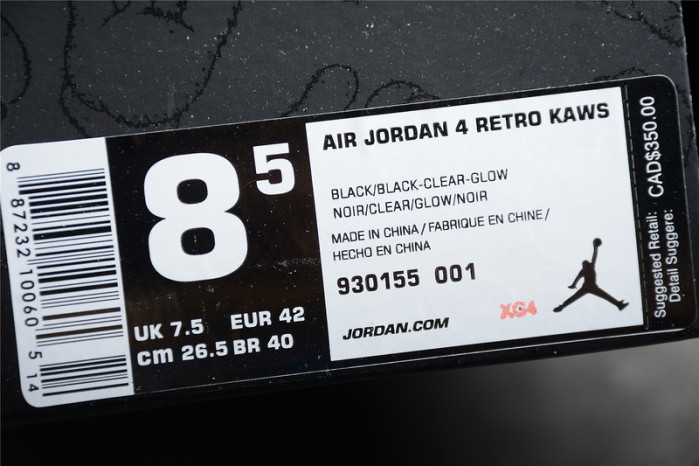 8 87232 10060 5 14
8 5
UK 7.5 EUR 42
cm 26.5 BR 40
AIR JORDAN 4 RETRO KAWS
BLACK/BLACK-CLEAR-GLOW
NOIR/CLEAR/GLOW/NOIR
MADE IN CHINA / FABRIQUE EN CHINE /
HECHO EN CHINA
930155 001
XC4
JORDAN.COM
Suggested Retail:
Detail Suggere:
CAD$350.00